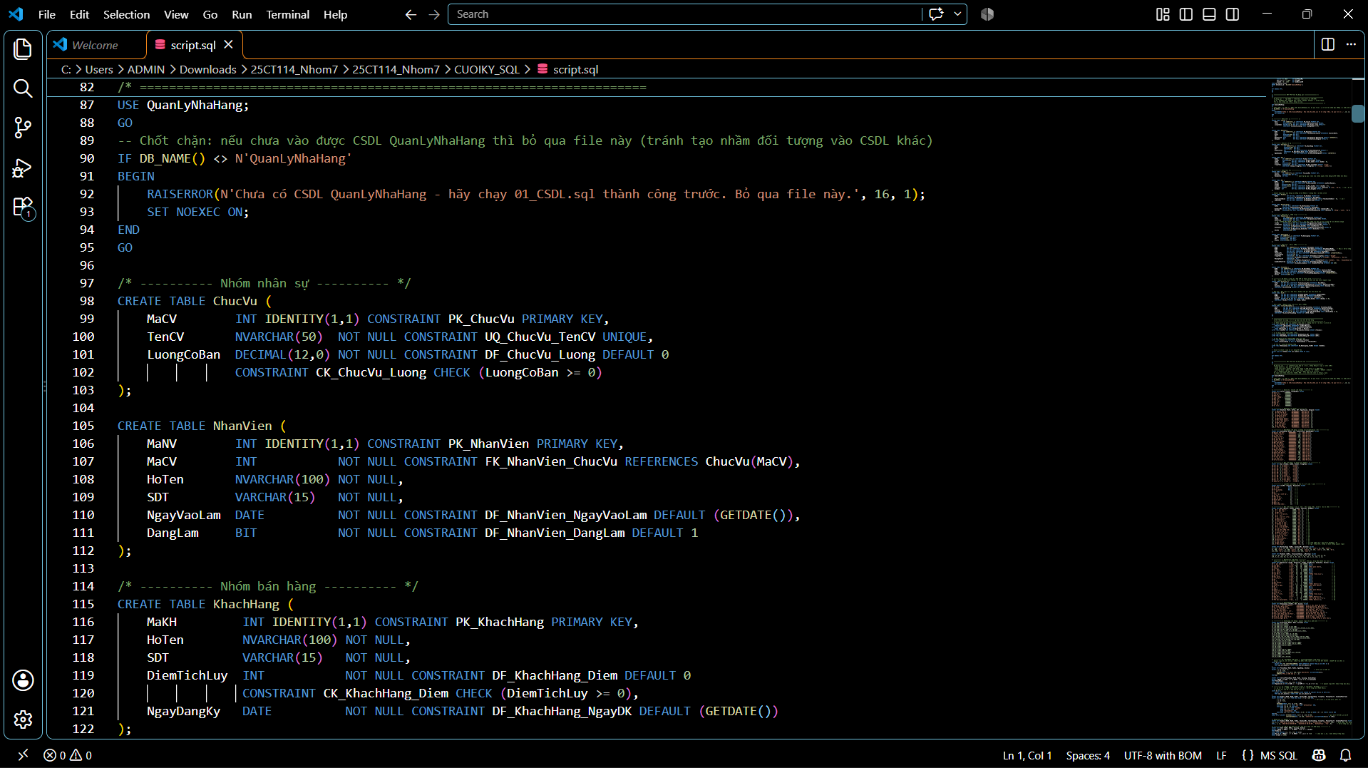 File Edit Selection View Go Run Terminal Help
Search
Welcome
script.sql
C: > Users > ADMIN > Downloads > 25CT114_Nhom7 > 25CT114_Nhom7 > CUOIKY_SQL > script.sql
82 /* =====================================================================
87 USE QuanLyNhaHang;
88 GO
89 -- Chốt chặn: nếu chưa vào được CSDL QuanLyNhaHang thì bỏ qua file này (tránh tạo nhầm đối tượng vào CSDL khác)
90 IF DB_NAME() <> N'QuanLyNhaHang'
91 BEGIN
92 RAISERROR(N'Chưa có CSDL QuanLyNhaHang - hãy chạy 01_CSDL.sql thành công trước. Bỏ qua file này.', 16, 1);
93 SET NOEXEC ON;
94 END
95 GO
96
97 /* ---------- Nhóm nhân sự ---------- */
98 CREATE TABLE ChucVu (
99 MaCV INT IDENTITY(1,1) CONSTRAINT PK_ChucVu PRIMARY KEY,
100 TenCV NVARCHAR(50) NOT NULL CONSTRAINT UQ_ChucVu_TenCV UNIQUE,
101 LuongCoBan DECIMAL(12,0) NOT NULL CONSTRAINT DF_ChucVu_Luong DEFAULT 0
102 CONSTRAINT CK_ChucVu_Luong CHECK (LuongCoBan >= 0)
103 );
104
105 CREATE TABLE NhanVien (
106 MaNV INT IDENTITY(1,1) CONSTRAINT PK_NhanVien PRIMARY KEY,
107 MaCV INT NOT NULL CONSTRAINT FK_NhanVien_ChucVu REFERENCES ChucVu(MaCV),
108 HoTen NVARCHAR(100) NOT NULL,
109 SDT VARCHAR(15) NOT NULL,
110 NgayVaoLam DATE NOT NULL CONSTRAINT DF_NhanVien_NgayVaoLam DEFAULT (GETDATE()),
111 DangLam BIT NOT NULL CONSTRAINT DF_NhanVien_DangLam DEFAULT 1
112 );
113
114 /* ---------- Nhóm bán hàng ---------- */
115 CREATE TABLE KhachHang (
116 MaKH INT IDENTITY(1,1) CONSTRAINT PK_KhachHang PRIMARY KEY,
117 HoTen NVARCHAR(100) NOT NULL,
118 SDT VARCHAR(15) NOT NULL,
119 DiemTichLuy INT NOT NULL CONSTRAINT DF_KhachHang_Diem DEFAULT 0
120 CONSTRAINT CK_KhachHang_Diem CHECK (DiemTichLuy >= 0),
121 NgayDangKy DATE NOT NULL CONSTRAINT DF_KhachHang_NgayDK DEFAULT (GETDATE())
122 );
1
0 0 Ln 1, Col 1 Spaces: 4 UTF-8 with BOM LF {} MS SQL